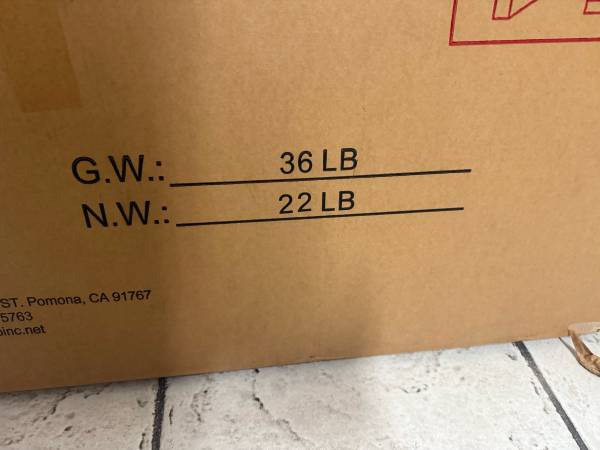 G.W.: 36 LB
N.W.: 22 LB
ST. Pomona, CA 91767
5763
inc.net